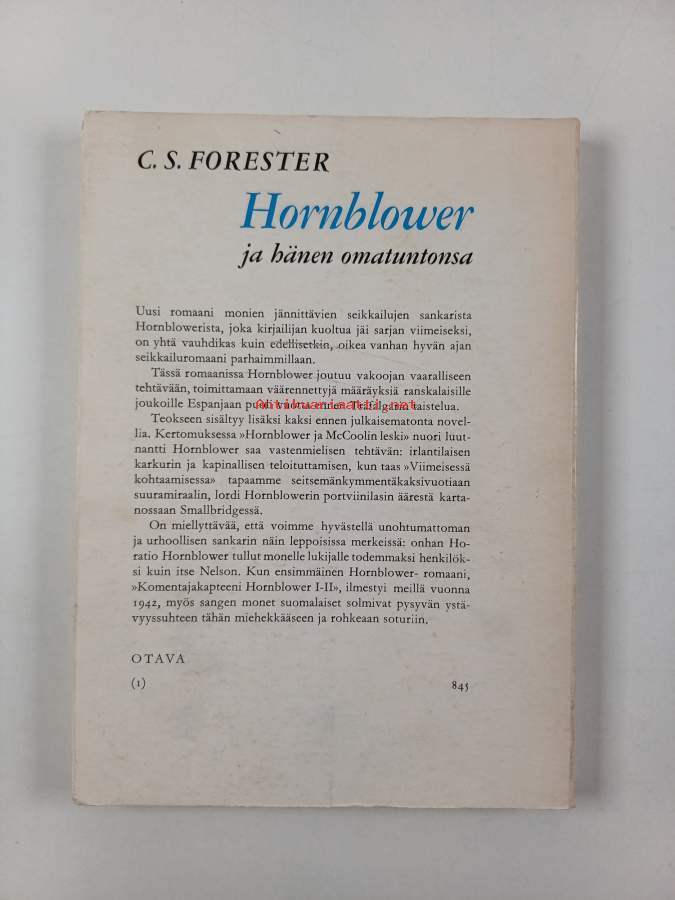 C. S. FORESTER
Hornblower
ja hänen omatuntonsa
Uusi romaani monien jännittävien seikkailujen sankarista
Hornblowerista, joka kirjailijan kuoltua jäi sarjan viimeiseksi,
on yhtä vauhdikas kuin edellisetkin, oikea vanhan hyvän ajan
seikkailuromaani parhaimmillaan.
Tässä romaanissa Hornblower joutuu vakoojan vaaralliseen
tehtävään, toimittamaan väärennettyjä määräyksiä ranskalaisille
joukoille Espanjaan puoli vuotta ennen Trafalgarin taistelua.
Antikvariaatti.net
Teokseen sisältyy lisäksi kaksi ennen julkaisematonta novel-
lia. Kertomuksessa »Hornblower ja McCoolin leski» nuori luut-
nantti Hornblower saa vastenmielisen tehtävän: irlantilaisen
karkurin ja kapinallisen teloituttamisen, kun taas »Viimeisessä
kohtaamisessa» tapaamme seitsemänkymmentäkaksivuotiaan
suuramiraalin, lordi Hornblowerin portviinilasin äärestä karta-
nossaan Smallbridgessä.
On miellyttävää, että voimme hyvästellä unohtumattoman
ja urhoollisen sankarin näin leppoisissa merkeissä: onhan Ho-
ratio Hornblower tullut monelle lukijalle todemmaksi henkilök-
si kuin itse Nelson. Kun ensimmäinen Hornblower- romaani,
»Komentajakapteeni Hornblower I-II», ilmestyi meillä vuonna
1942, myös sangen monet suomalaiset solmivat pysyvän ystä-
vyyssuhteen tähän miehekkääseen ja rohkeaan soturiin.
OTAVA
(1) 845